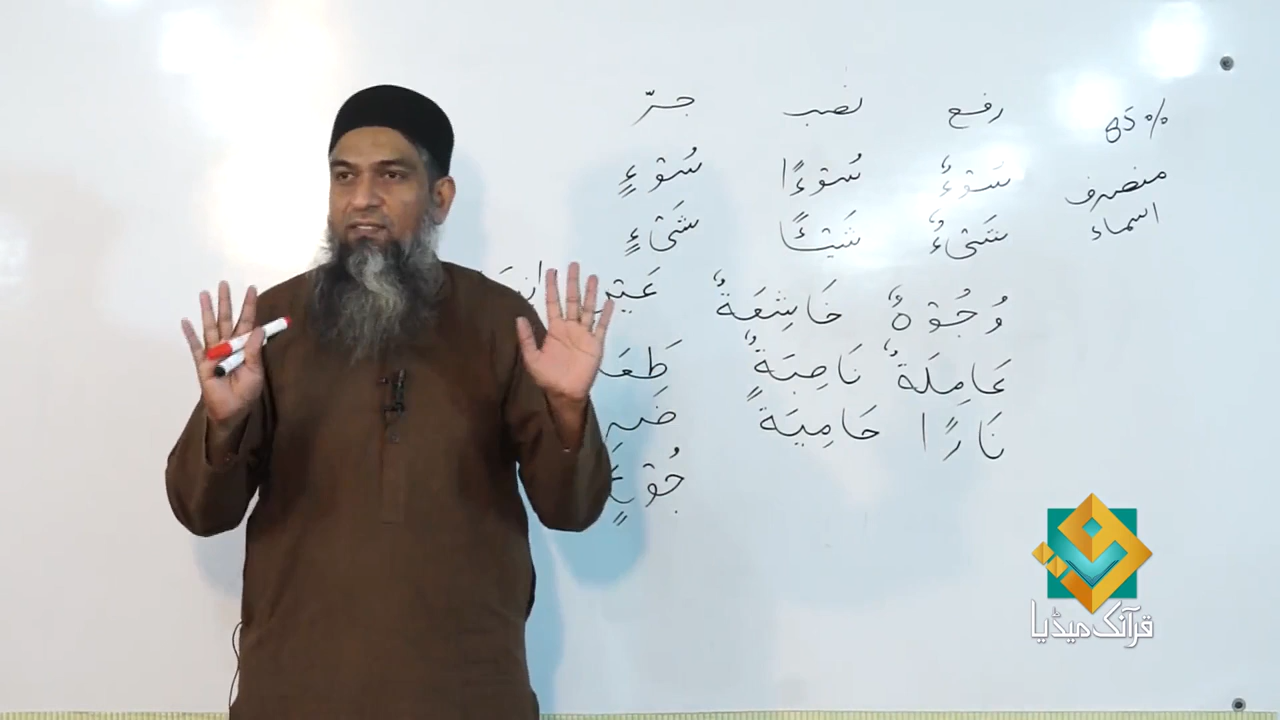 85% رفع نصب جرّ
منصرف سُوْءٌ سُوْءًا سُوْءٍ
اسماء شَیْءٌ شَیْـًٔا شَیْءٍ
وُجُوْهٌ خَاشِعَةٌ
عَامِلَةٌ نَاصِبَةٌ
نَارًا حَامِيَةً
جُوْعٍ
قرآنک میڈیا